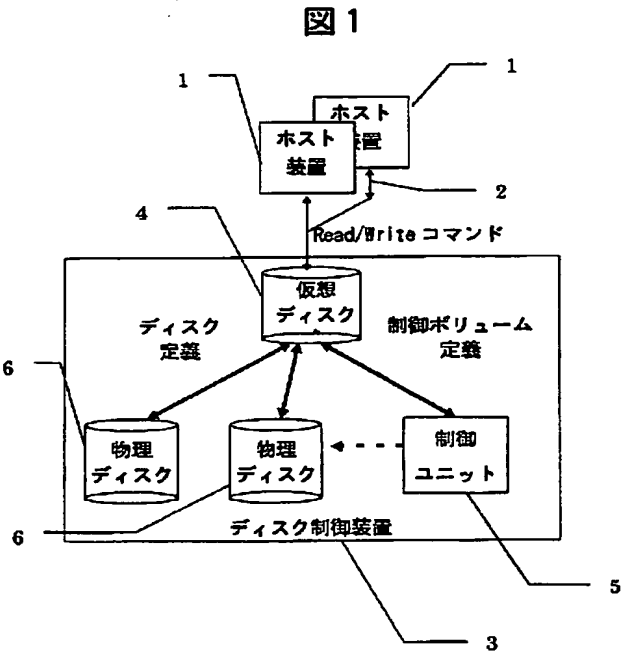 図1
1
1
ホスト
装置
ホスト
装置
2
4
Read/Write コマンド
仮想
ディスク
ディスク
定義
制御ボリューム
定義
6
物理
ディスク
物理
ディスク
制御
ユニット
6
ディスク制御装置
5
3